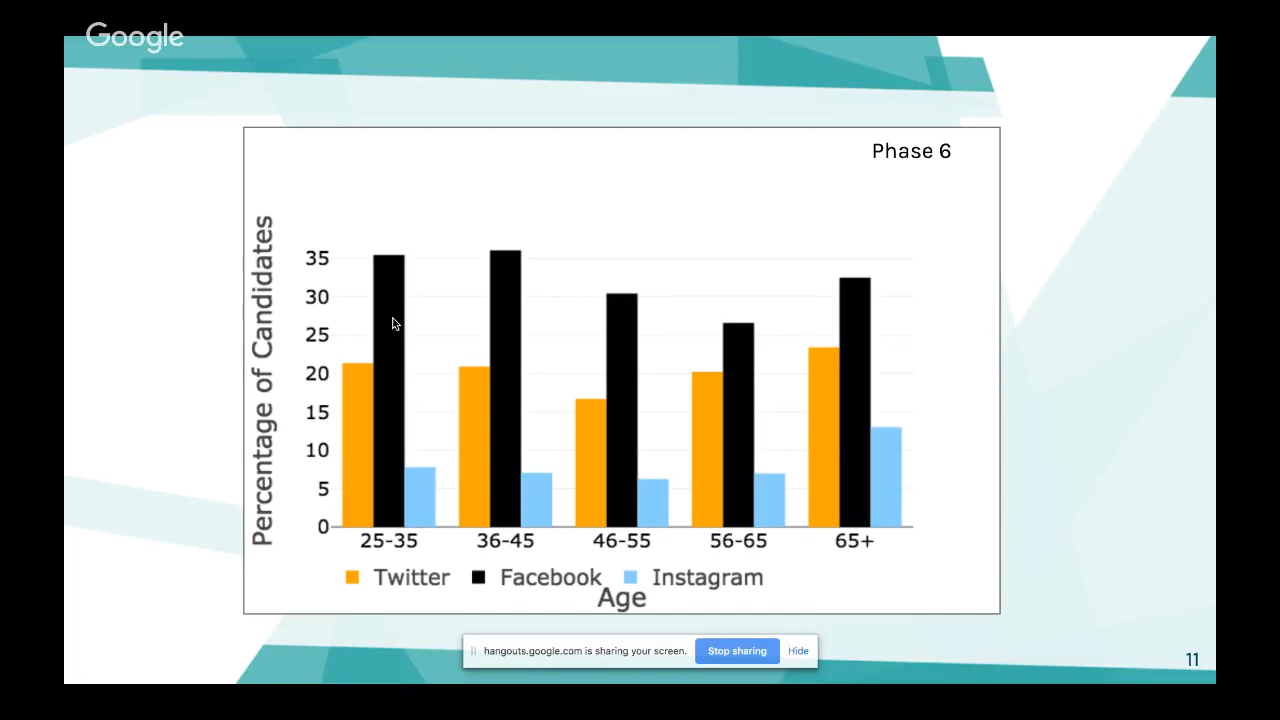 Google
Phase 6
Percentage of Candidates
35
30
25
20
15
10
5
0
25-35 36-45 46-55 56-65 65+
Twitter Facebook Instagram
Age
hangouts.google.com is sharing your screen. Stop sharing Hide
11